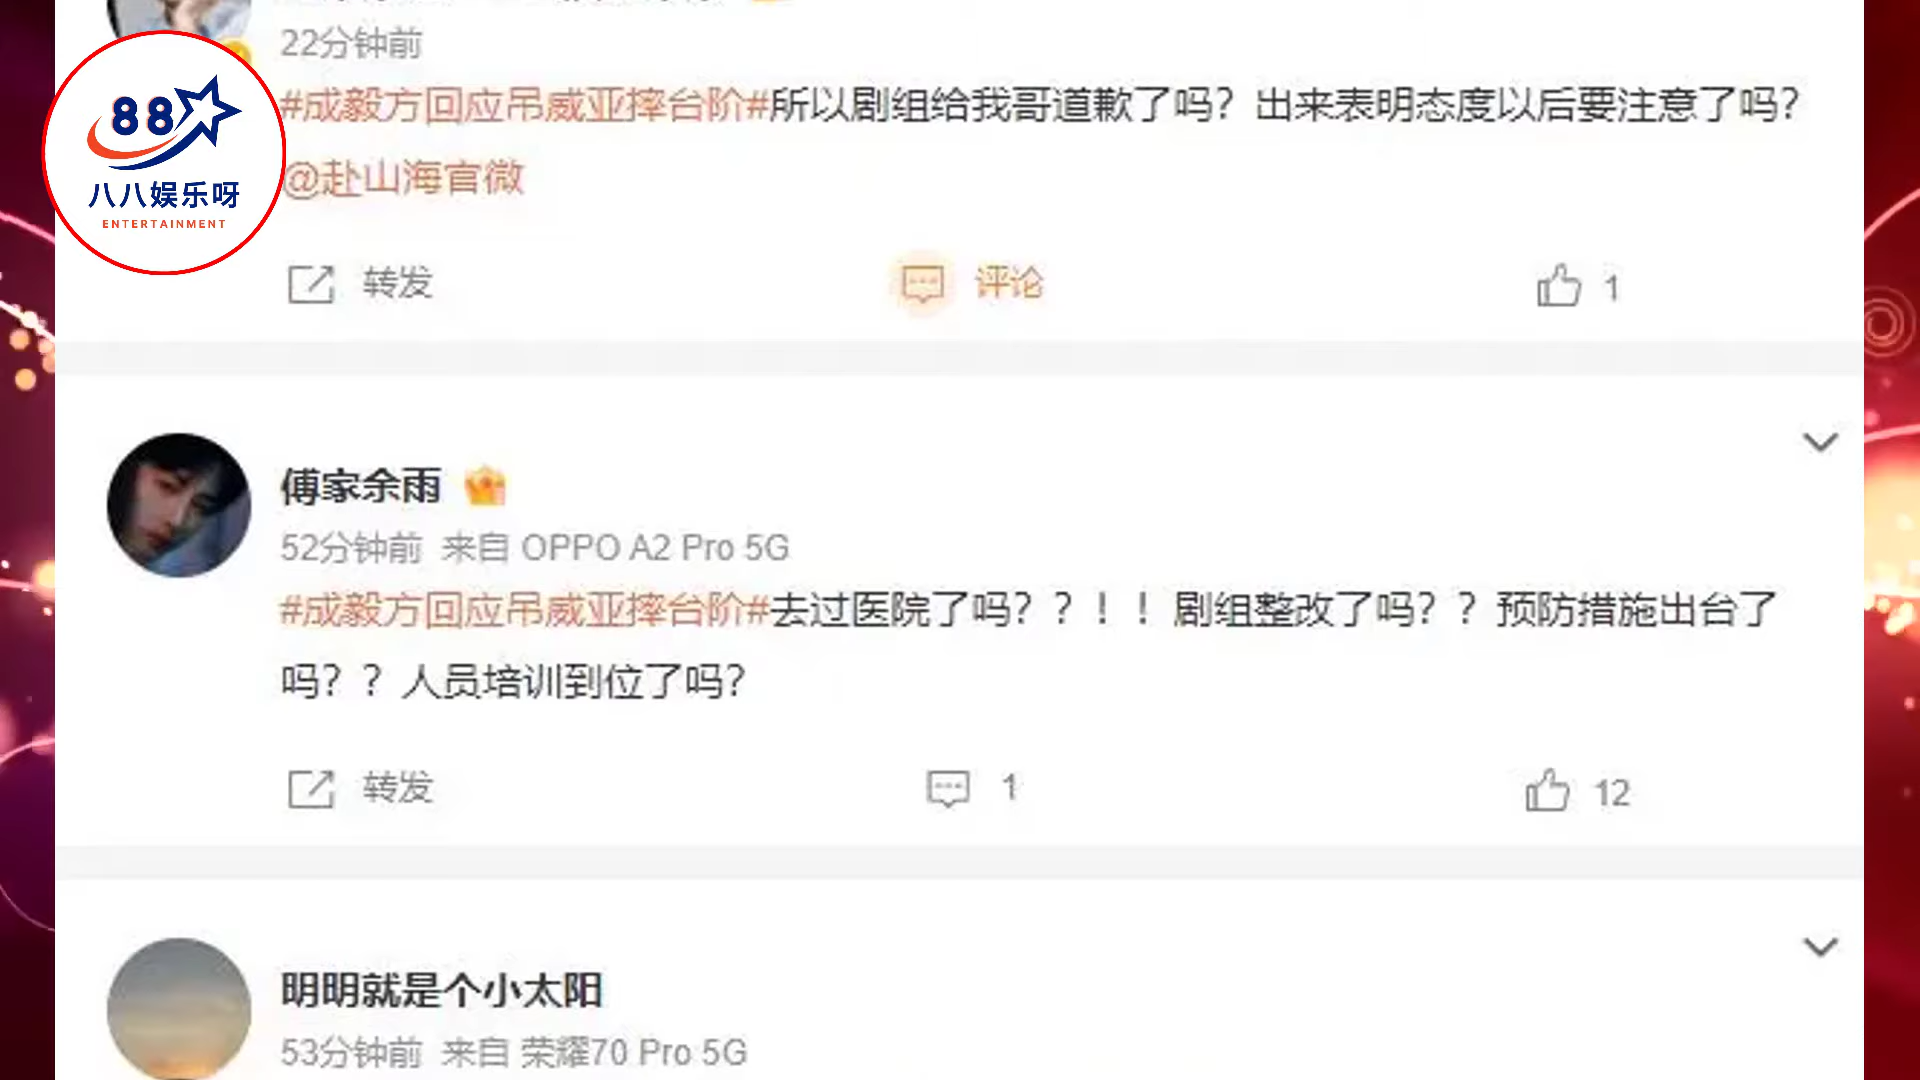 22分钟前
#成毅方回应吊威亚摔台阶#所以剧组给我哥道歉了吗？出来表明态度以后要注意了吗？
@赴山海官微
88
八八娱乐呀
ENTERTAINMENT
转发 评论 1
傅家余雨
52分钟前 来自 OPPO A2 Pro 5G
#成毅方回应吊威亚摔台阶#去过医院了吗？？！！剧组整改了吗？？预防措施出台了
吗？？人员培训到位了吗？
转发 1 12
明明就是个小太阳
53分钟前 来自 荣耀70 Pro 5G